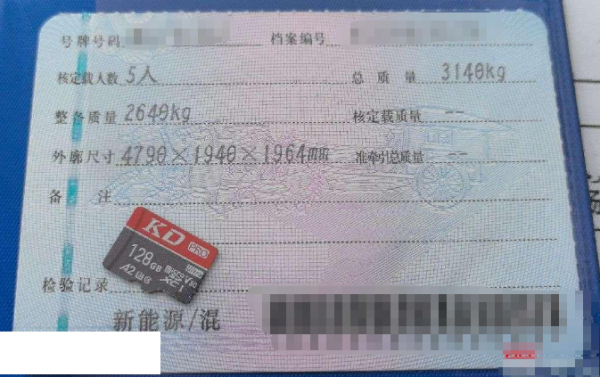 号牌号码 档案编号
核定载人数 5人 总质量 3140kg
整备质量 2640kg 核定载质量 --
外廓尺寸 4790×1940×1964mm 准牵引总质量 --
备注
KD PRO
128GB
A2
检验记录
新能源/混